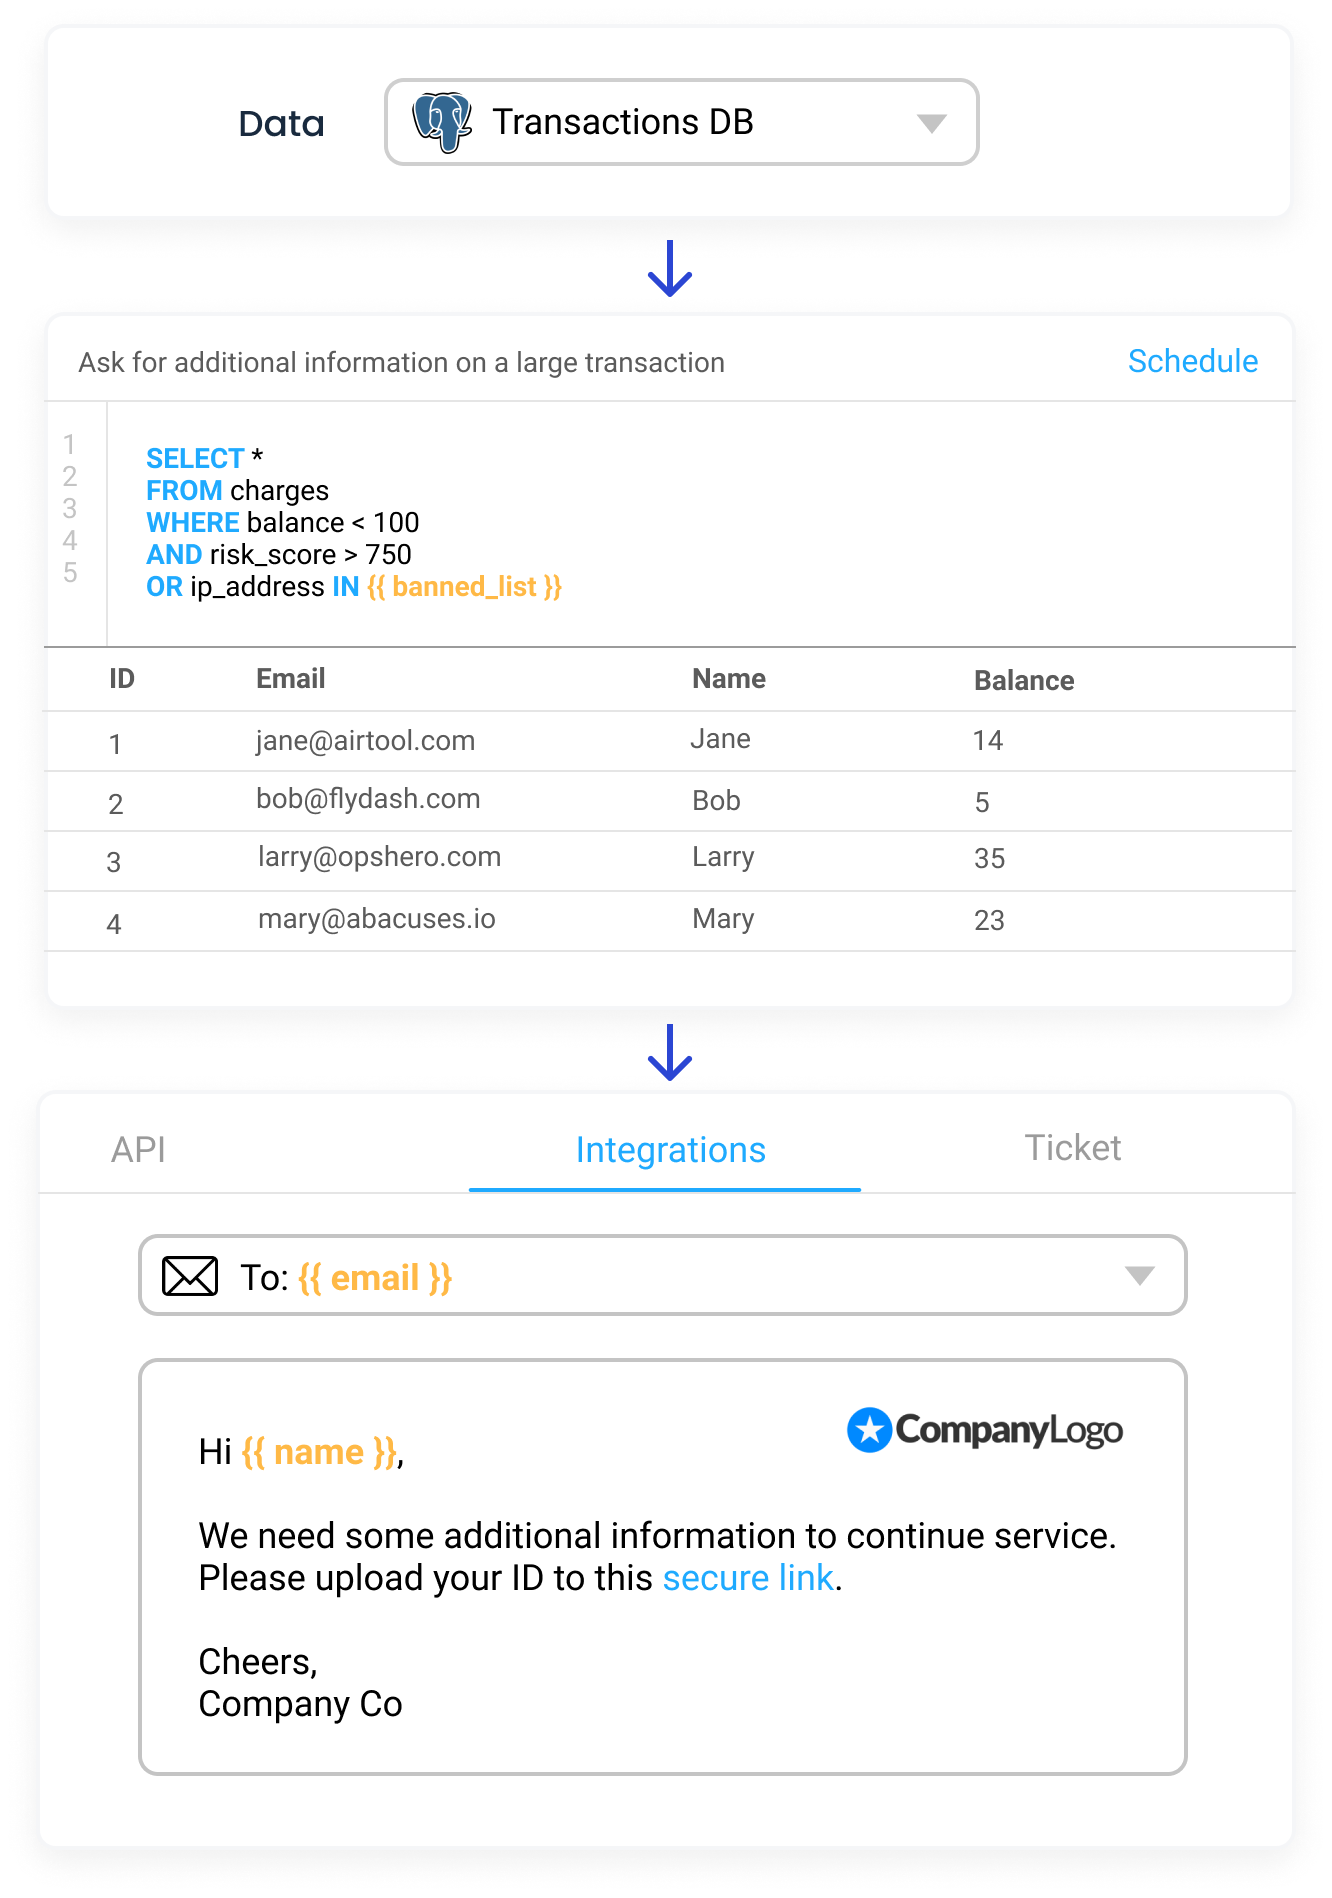 Data
Transactions DB
Ask for additional information on a large transaction
Schedule
1
2
3
4
5
SELECT *
FROM charges
WHERE balance < 100
AND risk_score > 750
OR ip_address IN {{ banned_list }}
ID Email Name Balance
1 jane@airtool.com Jane 14
2 bob@flydash.com Bob 5
3 larry@opshero.com Larry 35
4 mary@abacuses.io Mary 23
API Integrations Ticket
To: {{ email }}
CompanyLogo
Hi {{ name }},
We need some additional information to continue service.
Please upload your ID to this secure link.
Cheers,
Company Co